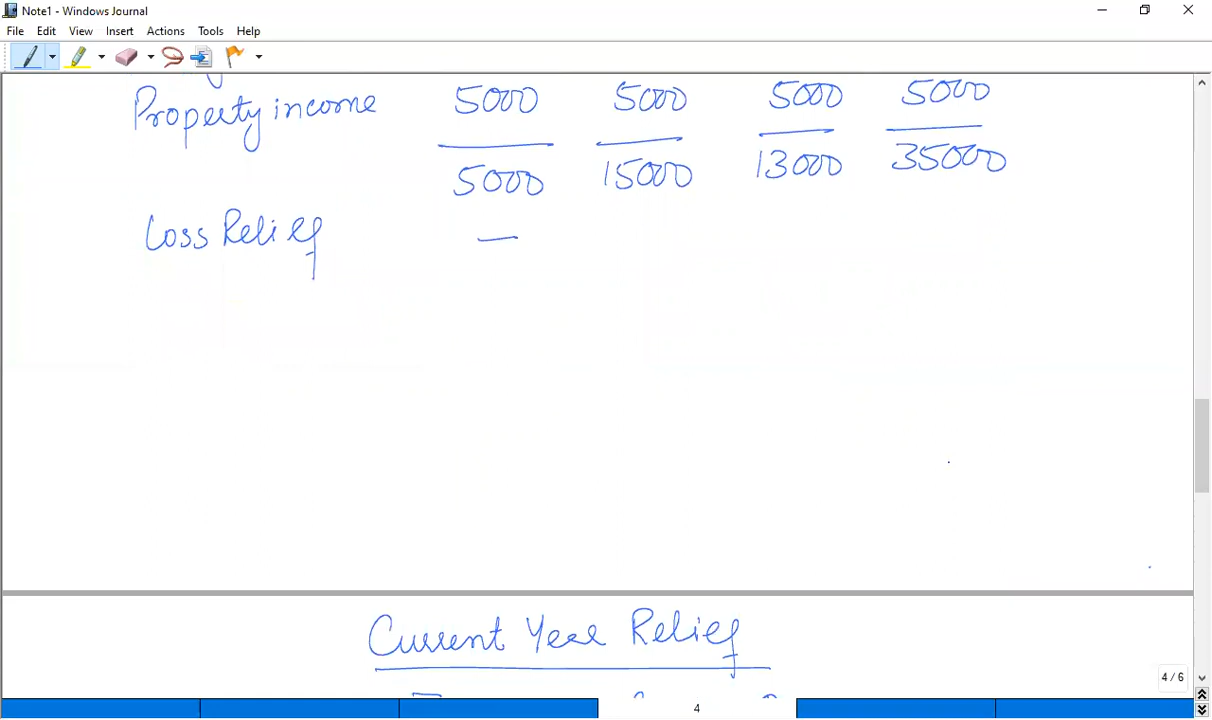 Note1 - Windows Journal
File Edit View Insert Actions Tools Help
Property income 5000 5000 5000 5000
5000 15000 13000 35000
Loss Relief —
Current Year Relief
4 / 6
4